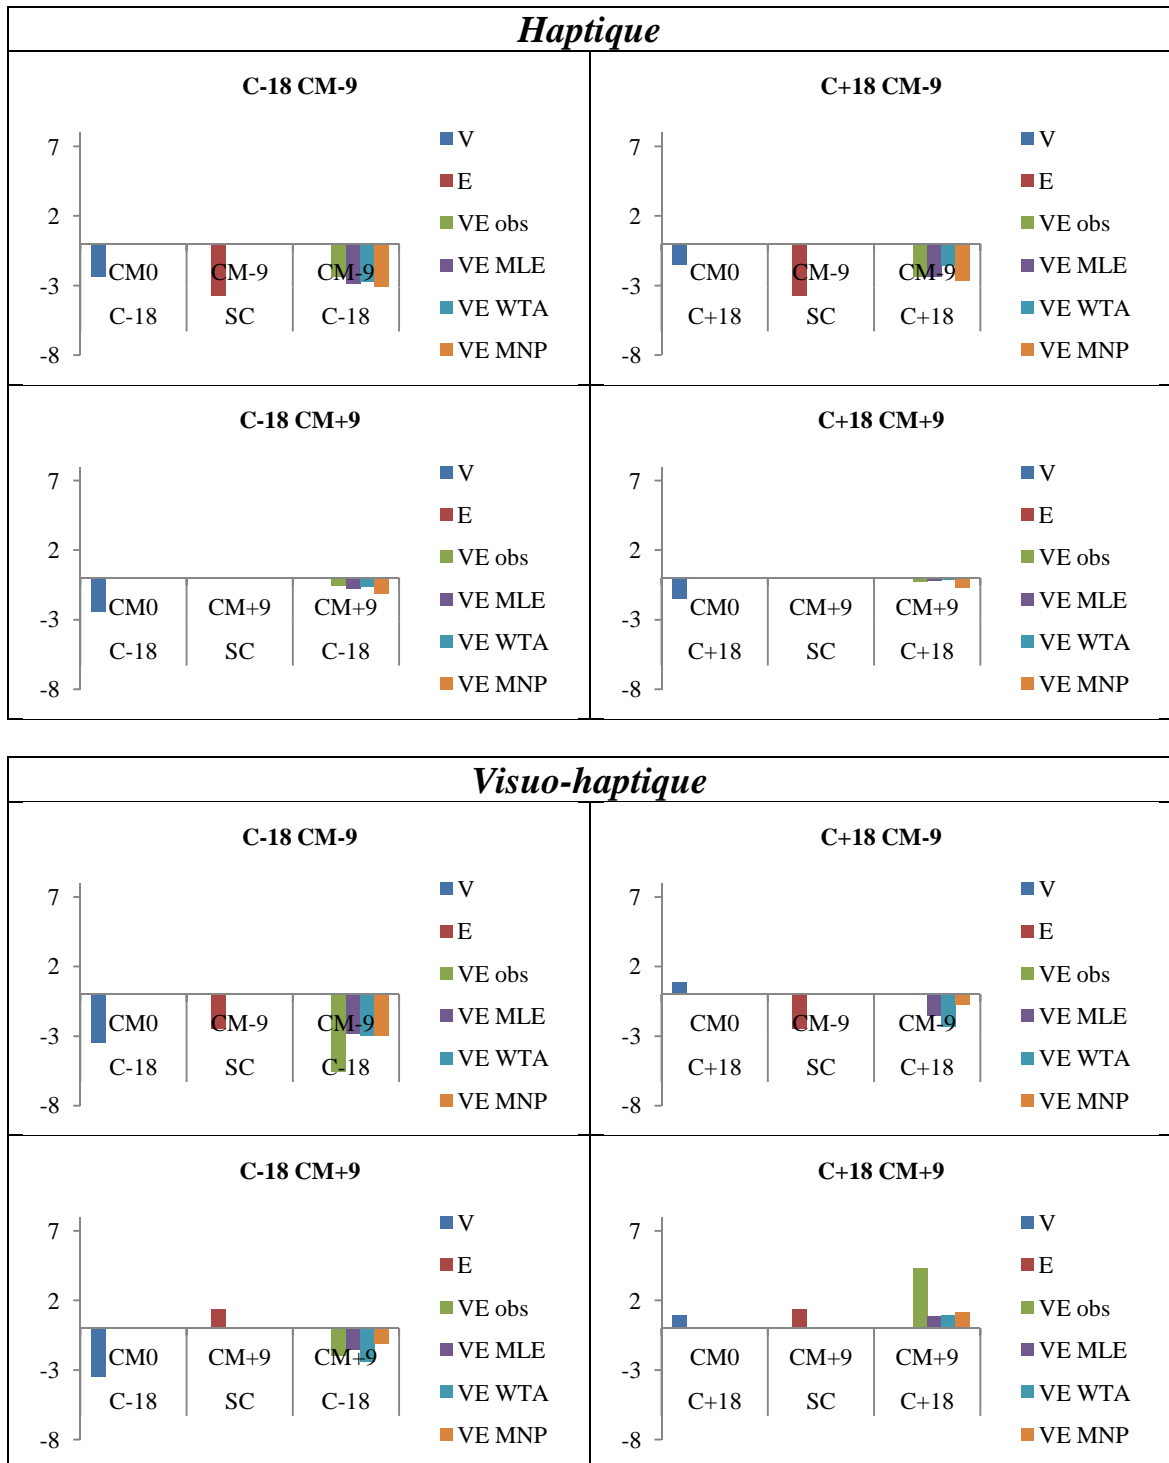 Haptique
C-18 CM-9
7
2
-3
-8
CM0 CM-9 CM-9
C-18 SC C-18
V
E
VE obs
VE MLE
VE WTA
VE MNP
C+18 CM-9
7
2
-3
-8
CM0 CM-9 CM-9
C+18 SC C+18
V
E
VE obs
VE MLE
VE WTA
VE MNP
C-18 CM+9
7
2
-3
-8
CM0 CM+9 CM+9
C-18 SC C-18
V
E
VE obs
VE MLE
VE WTA
VE MNP
C+18 CM+9
7
2
-3
-8
CM0 CM+9 CM+9
C+18 SC C+18
V
E
VE obs
VE MLE
VE WTA
VE MNP
Visuo-haptique
C-18 CM-9
7
2
-3
-8
CM0 CM-9 CM-9
C-18 SC C-18
V
E
VE obs
VE MLE
VE WTA
VE MNP
C+18 CM-9
7
2
-3
-8
CM0 CM-9 CM-9
C+18 SC C+18
V
E
VE obs
VE MLE
VE WTA
VE MNP
C-18 CM+9
7
2
-3
-8
CM0 CM+9 CM+9
C-18 SC C-18
V
E
VE obs
VE MLE
VE WTA
VE MNP
C+18 CM+9
7
2
-3
-8
CM0 CM+9 CM+9
C+18 SC C+18
V
E
VE obs
VE MLE
VE WTA
VE MNP